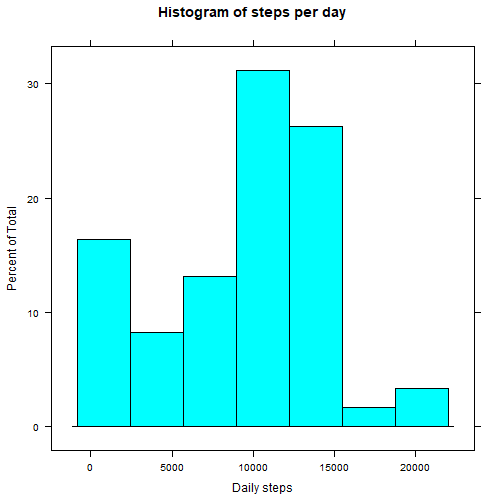 Histogram of steps per day
30
20
10
0
Percent of Total
0 5000 10000 15000 20000
Daily steps